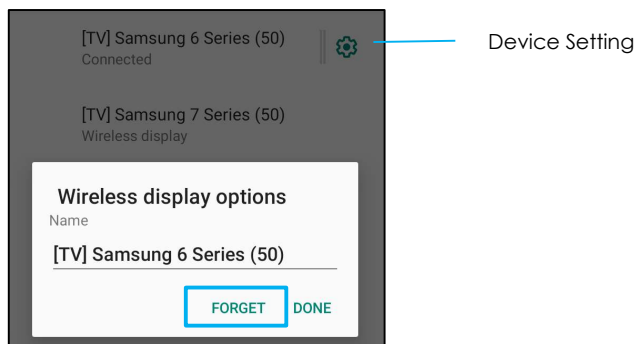 [TV] Samsung 6 Series (50)
Connected
Device Setting
[TV] Samsung 7 Series (50)
Wireless display
Wireless display options
Name
[TV] Samsung 6 Series (50)
FORGET DONE